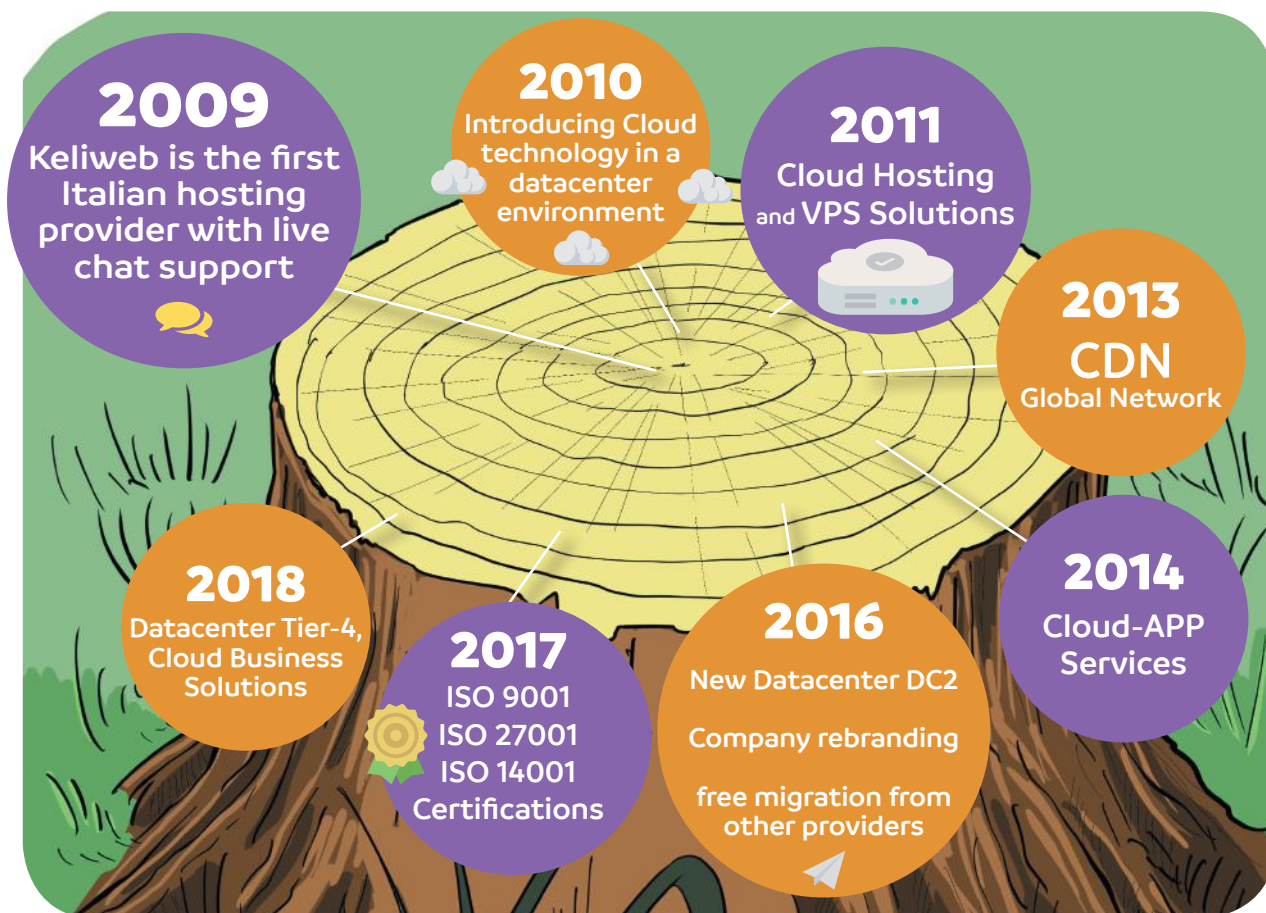 2009
Keliweb is the first
Italian hosting
provider with live
chat support
2010
Introducing Cloud
technology in a
datacenter
environment
2011
Cloud Hosting
and VPS Solutions
2013
CDN
Global Network
2014
Cloud-APP
Services
2016
New Datacenter DC2
Company rebranding
free migration from
other providers
2017
ISO 9001
ISO 27001
ISO 14001
Certifications
2018
Datacenter Tier-4,
Cloud Business
Solutions